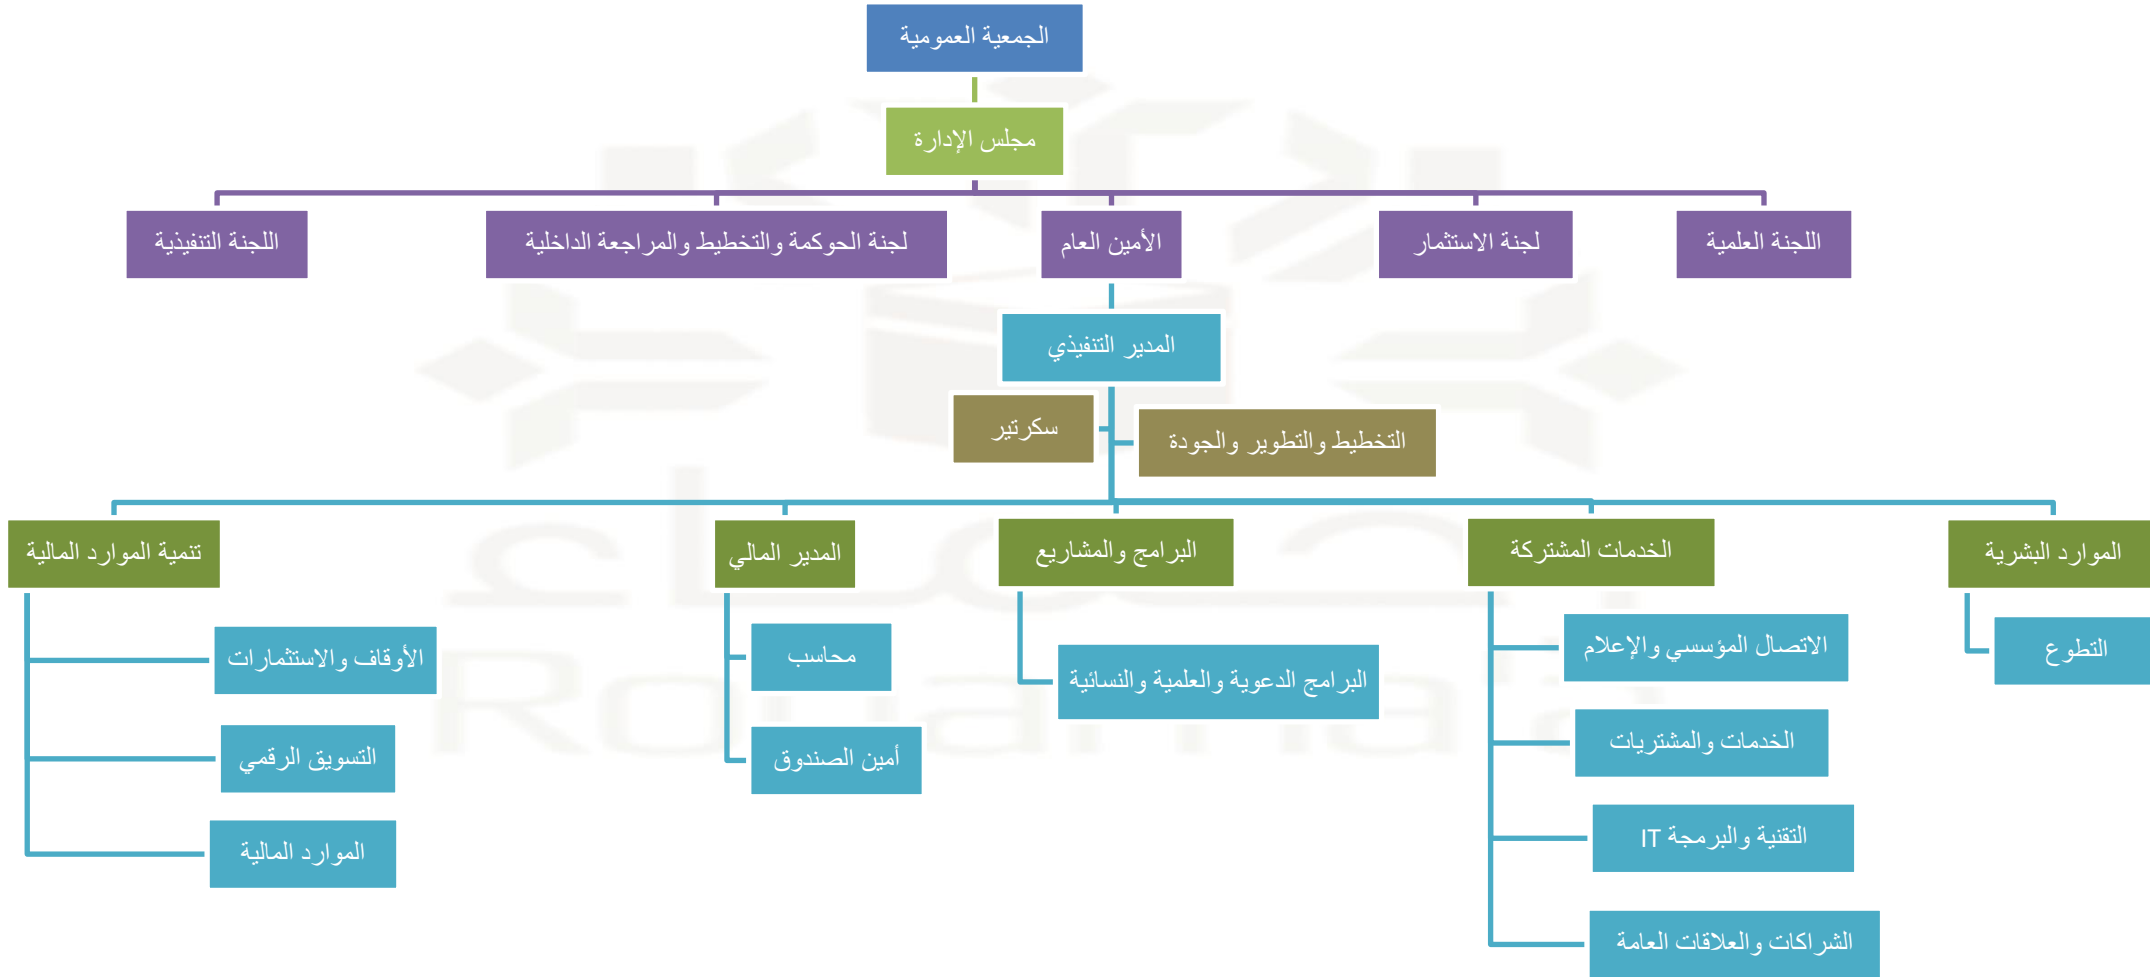 الجمعية العمومية
مجلس الإدارة
اللجنة العلمية
لجنة الاستثمار
الأمين العام
لجنة الحوكمة والتخطيط والمراجعة الداخلية
اللجنة التنفيذية
المدير التنفيذي
التخطيط والتطوير والجودة
سكرتير
الموارد البشرية
الخدمات المشتركة
البرامج والمشاريع
المدير المالي
تنمية الموارد المالية
التطوع
الاتصال المؤسسي والإعلام
الخدمات والمشتريات
التقنية والبرمجة IT
الشراكات والعلاقات العامة
البرامج الدعوية والعلمية والنسائية
محاسب
أمين الصندوق
الأوقاف والاستثمارات
التسويق الرقمي
الموارد المالية
رحماء
Rohama'a